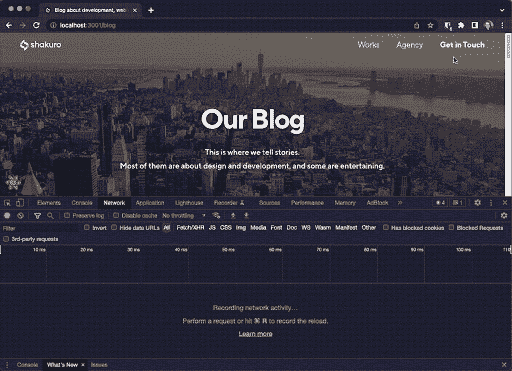 Blog about development, web
localhost:3001/blog
shakuro
Works Agency Get in Touch
Our Blog
This is where we tell stories.
Most of them are about design and development, and some are entertaining.
Elements Console Network Application Lighthouse Recorder Sources Performance Memory AdBlock » 4 1
Preserve log Disable cache No throttling
Filter Invert Hide data URLs All Fetch/XHR JS CSS Img Media Font Doc WS Wasm Manifest Other Has blocked cookies Blocked Requests
3rd-party requests
10 ms 20 ms 30 ms 40 ms 50 ms 60 ms 70 ms 80 ms 90 ms 100 ms 110
Recording network activity…
Perform a request or hit ⌘ R to record the reload.
Learn more
Console What's New × Issues